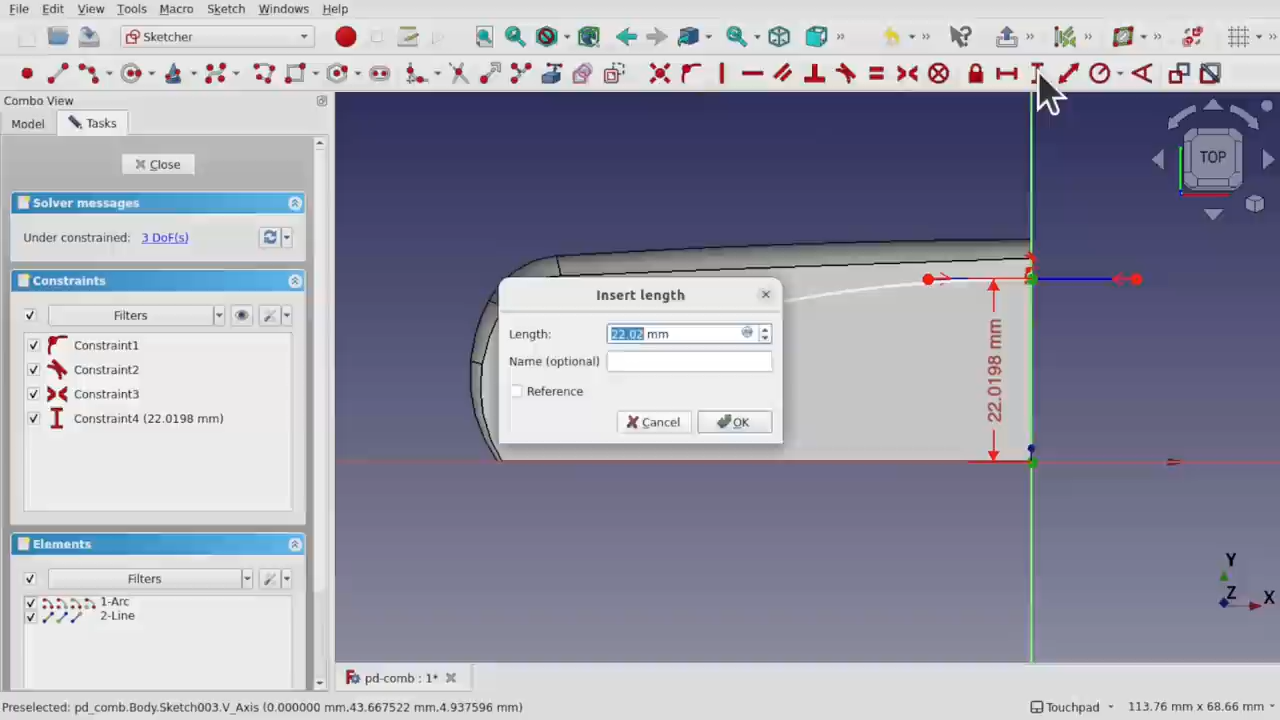 File Edit View Tools Macro Sketch Windows Help
Sketcher
Combo View
Model Tasks
TOP
Close
Solver messages
Under constrained: 3 DoF(s)
Constraints
Filters
Constraint1
Constraint2
Constraint3
Constraint4 (22.0198 mm)
Insert length
Length: 22.02 mm
Name (optional)
Reference
Cancel OK
22.0198 mm
Elements
Filters
1-Arc
2-Line
Y
Z
X
pd-comb : 1*
Preselected: pd_comb.Body.Sketch003.V_Axis (0.000000 mm,43.667522 mm,4.937596 mm) Touchpad 113.76 mm x 68.66 mm